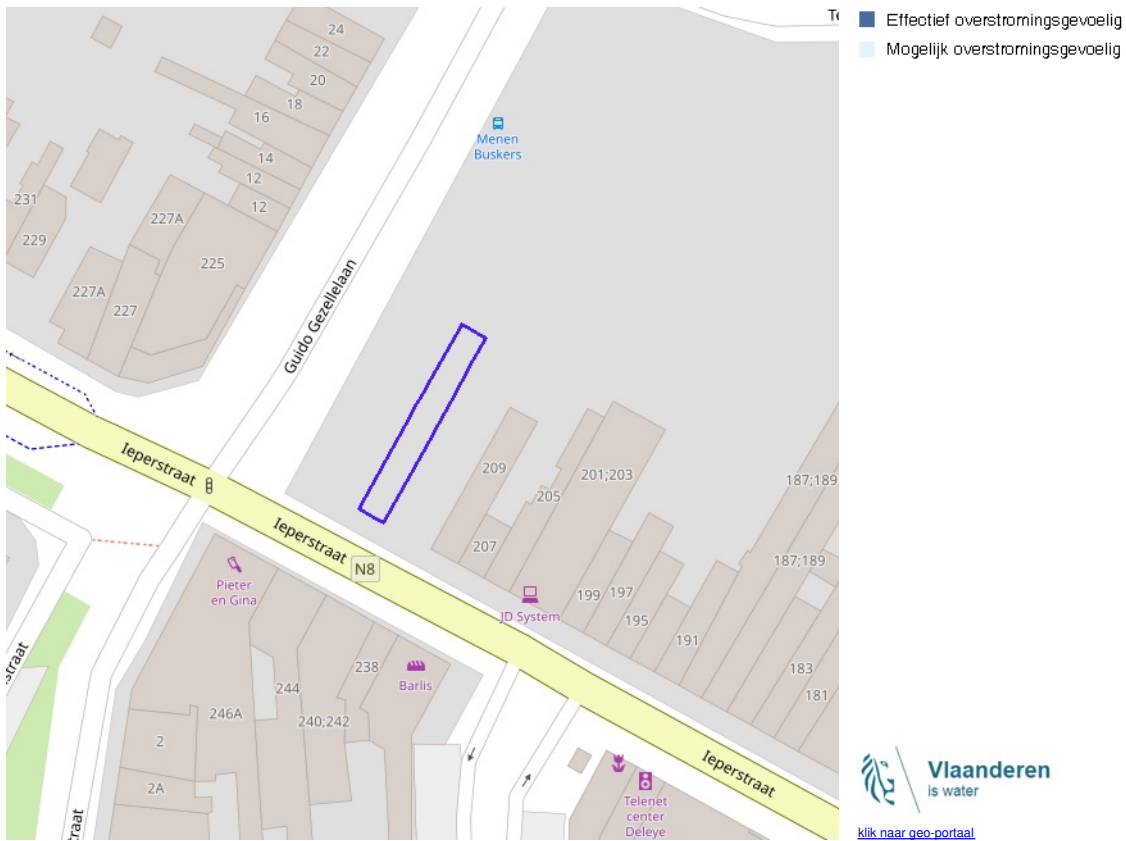 24
22
20
18
16
14
12
12
231
229
227A
225
227A
227
Menen
Buskers
Guido Gezellelaan
Ieperstraat
Ieperstraat
N8
Ieperstraat
209
207
205
201;203
199
197
195
191
187;189
187;189
183
181
JD System
Pieter
en Gina
Barlis
238
244
240;242
246A
2
2A
Telenet
center
Deleye
straat
traat
Te
Effectief overstromingsgevoelig
Mogelijk overstromingsgevoelig
Vlaanderen
is water
klik naar geo-portaal